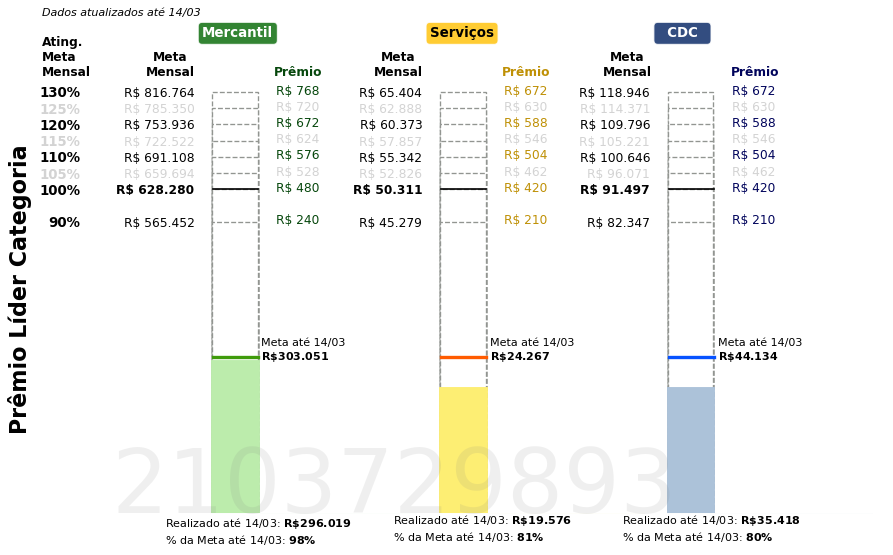 Dados atualizados até 14/03
Mercantil Serviços CDC
Ating. Meta Mensal
Meta Mensal Prêmio Meta Mensal Prêmio Meta Mensal Prêmio
130% R$ 816.764 R$ 768 R$ 65.404 R$ 672 R$ 118.946 R$ 672
125% R$ 785.350 R$ 720 R$ 62.888 R$ 630 R$ 114.371 R$ 630
120% R$ 753.936 R$ 672 R$ 60.373 R$ 588 R$ 109.796 R$ 588
115% R$ 722.522 R$ 624 R$ 57.857 R$ 546 R$ 105.221 R$ 546
110% R$ 691.108 R$ 576 R$ 55.342 R$ 504 R$ 100.646 R$ 504
105% R$ 659.694 R$ 528 R$ 52.826 R$ 462 R$ 96.071 R$ 462
100% R$ 628.280 R$ 480 R$ 50.311 R$ 420 R$ 91.497 R$ 420
90% R$ 565.452 R$ 240 R$ 45.279 R$ 210 R$ 82.347 R$ 210
Prêmio Líder Categoria
Meta até 14/03 Meta até 14/03 Meta até 14/03
R$303.051 R$24.267 R$44.134
2103729893
Realizado até 14/03: R$296.019 Realizado até 14/03: R$19.576 Realizado até 14/03: R$35.418
% da Meta até 14/03: 98% % da Meta até 14/03: 81% % da Meta até 14/03: 80%